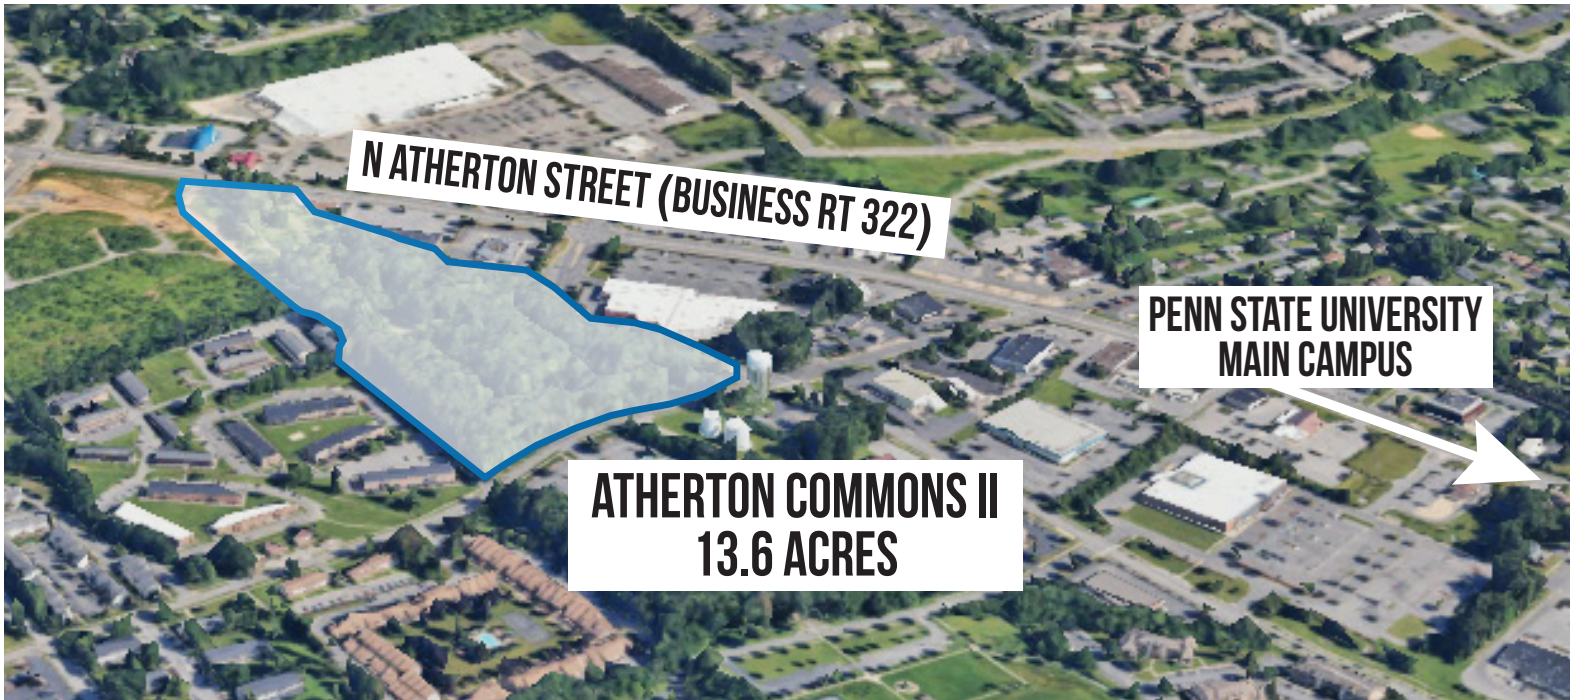 N ATHERTON STREET (BUSINESS RT 322)
PENN STATE UNIVERSITY
MAIN CAMPUS
ATHERTON COMMONS II
13.6 ACRES